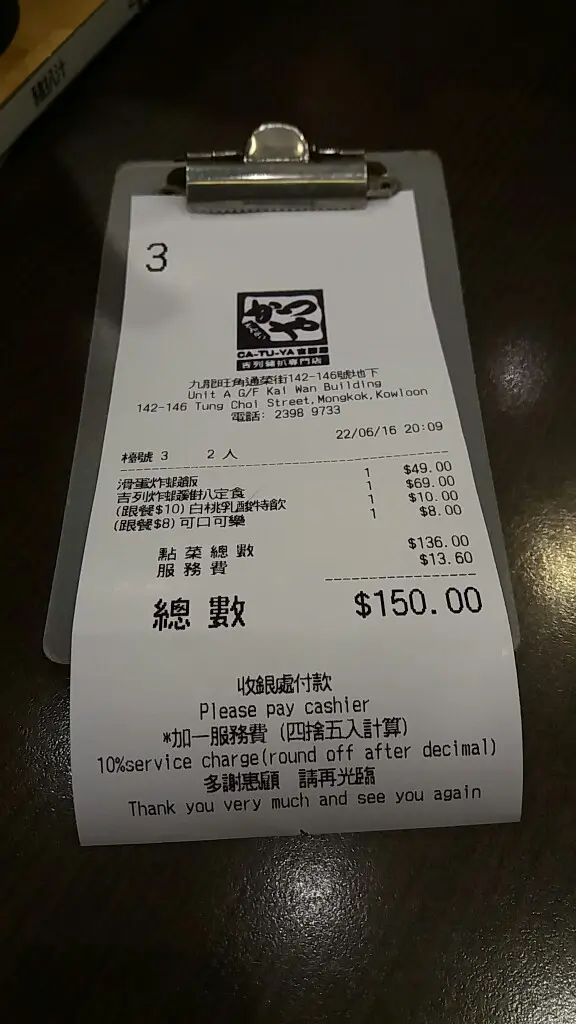 3
かつや
CA-TU-YA 吉豚屋
吉列豬扒專門店
九龍旺角通菜街142-146號地下
Unit A G/F Kai Wan Building
142-146 Tung Choi Street,Mongkok,Kowloon
電話: 2398 9733
22/06/16 20:09
檯號 3 2 人
滑蛋炸蝦飯 1 $49.00
吉列炸蝦豬扒定食 1 $69.00
(跟餐$10) 白桃乳酸特飲 1 $10.00
(跟餐$8) 可口可樂 1 $8.00
點菜總數 $136.00
服務費 $13.60
總數 $150.00
收銀處付款
Please pay cashier
*加一服務費 (四捨五入計算)
10%service charge(round off after decimal)
多謝惠顧 請再光臨
Thank you very much and see you again